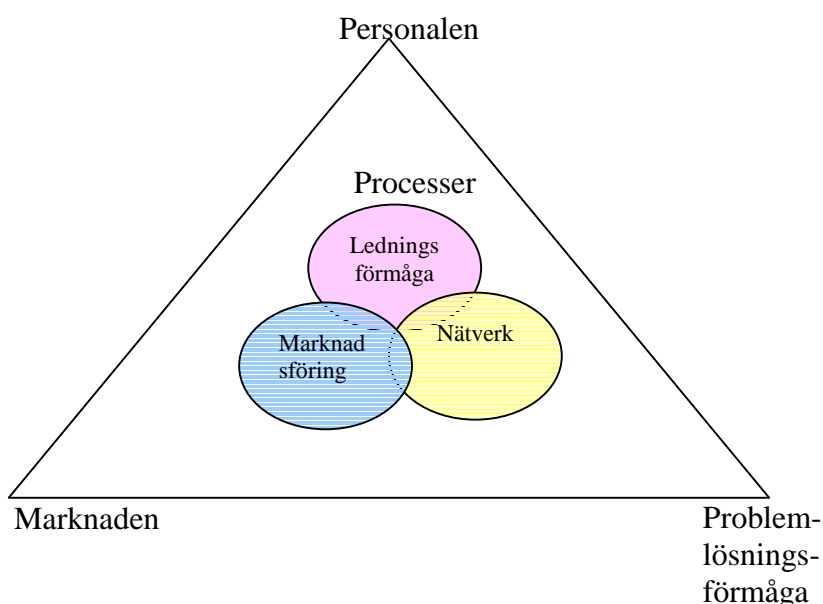 Personalen
Processer
Lednings
förmåga
Marknad
sföring
Nätverk
Marknaden
Problem-
lösnings-
förmåga